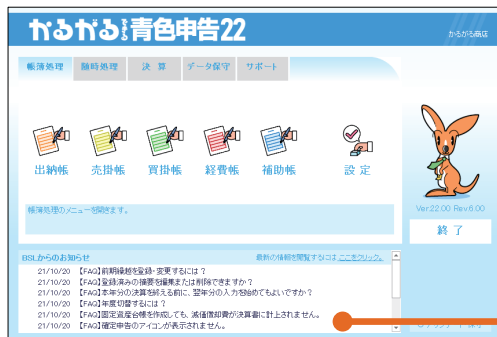 かるがるできる青色申告22
かるがる商店
帳簿処理 随時処理 決 算 データ保守 サポート
出納帳 売掛帳 買掛帳 経費帳 補助帳 設 定
帳簿処理のメニューを開きます。
Ver.22.00 Rev.6.00
終 了
BSLからのお知らせ 最新の情報を閲覧するにはここをクリック。
21/10/20 【FAQ】前期繰越を登録・変更するには?
21/10/20 【FAQ】登録済みの摘要を編集または削除できますか?
21/10/20 【FAQ】本年分の決算を終える前に、翌年分の入力を始めてもよいですか?
21/10/20 【FAQ】年度切替するには?
21/10/20 【FAQ】固定資産台帳を作成しても、減価償却費が決算書に計上されません。
21/10/20 【FAQ】確定申告のアイコンが表示されません。